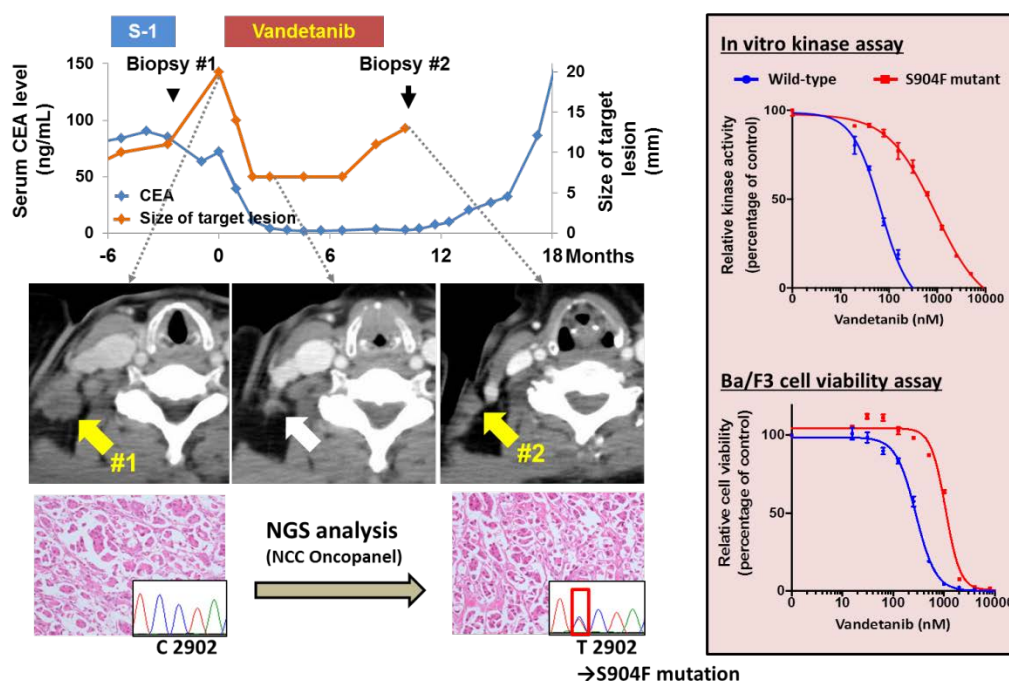 S-1
Vandetanib
Biopsy #1
Biopsy #2
Serum CEA level
(ng/mL)
150
100
50
0
CEA
Size of target lesion
20
15
10
5
0
Size of target
lesion
(mm)
-6
0
6
12
18
Months
#1
#2
NGS analysis
(NCC Oncopanel)
C 2902
T 2902
→S904F mutation
In vitro kinase assay
Wild-type
S904F mutant
Relative kinase activity
(percentage of control)
100
50
0
0
10
100
1000
10000
Vandetanib (nM)
Ba/F3 cell viability assay
Relative cell viability
(percentage of control)
100
50
0
0
10
100
1000
10000
Vandetanib (nM)